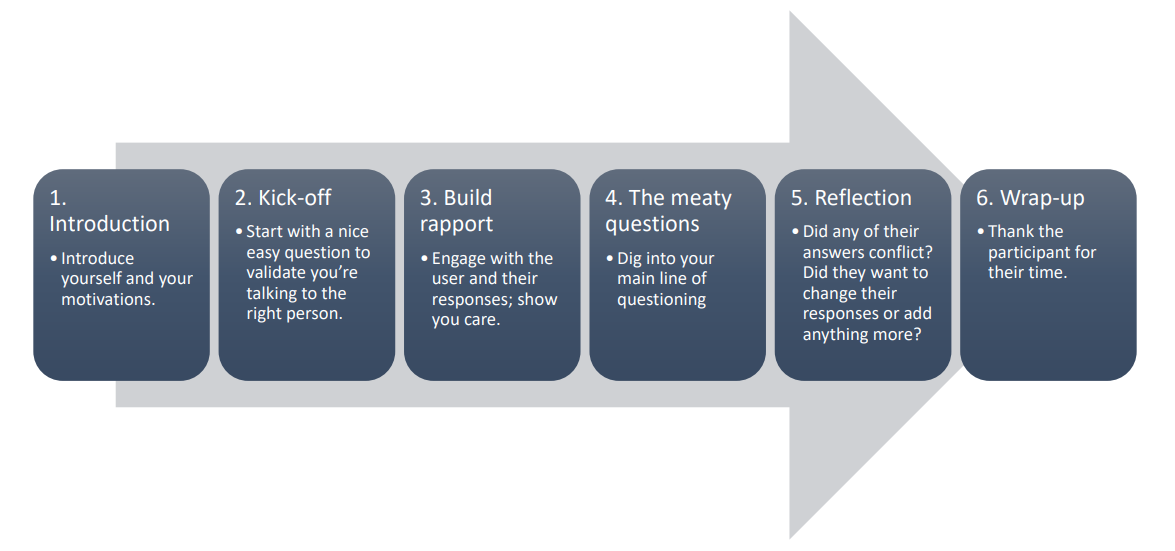 1.
Introduction
• Introduce
yourself and your
motivations.
2. Kick-off
• Start with a nice
easy question to
validate you’re
talking to the
right person.
3. Build
rapport
• Engage with the
user and their
responses; show
you care.
4. The meaty
questions
• Dig into your
main line of
questioning
5. Reflection
• Did any of their
answers conflict?
Did they want to
change their
responses or add
anything more?
6. Wrap-up
• Thank the
participant for
their time.